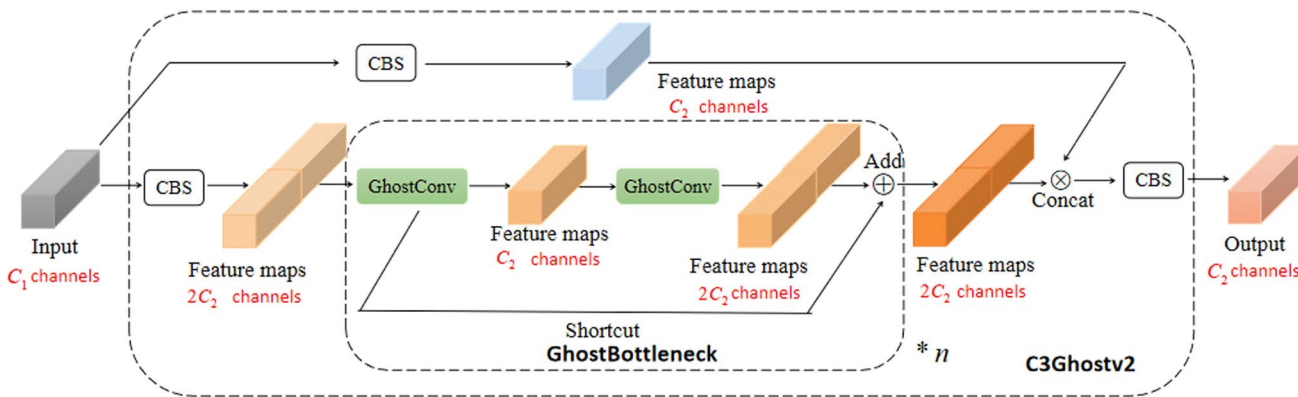 CBS
Feature maps
C₂ channels
Input
C₁ channels
CBS
Feature maps
2C₂ channels
GhostConv
Feature maps
C₂ channels
GhostConv
Feature maps
2C₂ channels
Add
⊕
Shortcut
GhostBottleneck
* n
Feature maps
2C₂ channels
⊗
Concat
CBS
C3Ghostv2
Output
C₂ channels